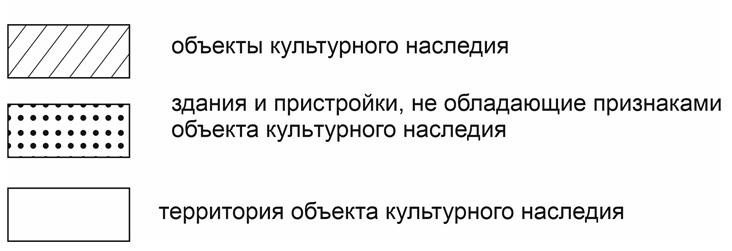 объекты культурного наследия
здания и пристройки, не обладающие признаками
объекта культурного наследия
территория объекта культурного наследия